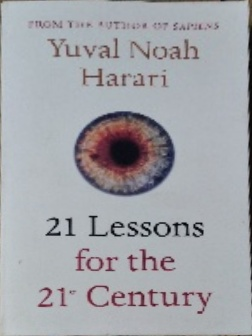 FROM THE AUTHOR OF SAPIENS
Yuval Noah
Harari
21 Lessons
for the
21st Century